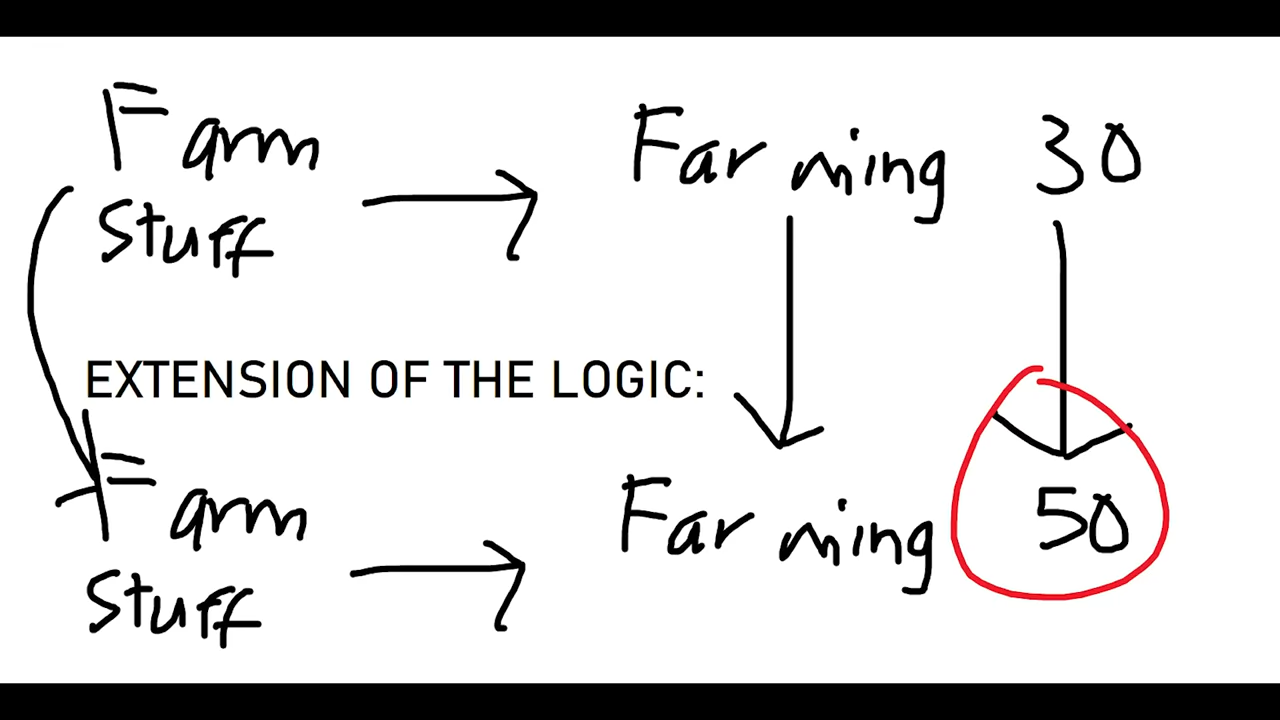 Farm Stuff → Farming 30
EXTENSION OF THE LOGIC:
Farm Stuff → Farming 50